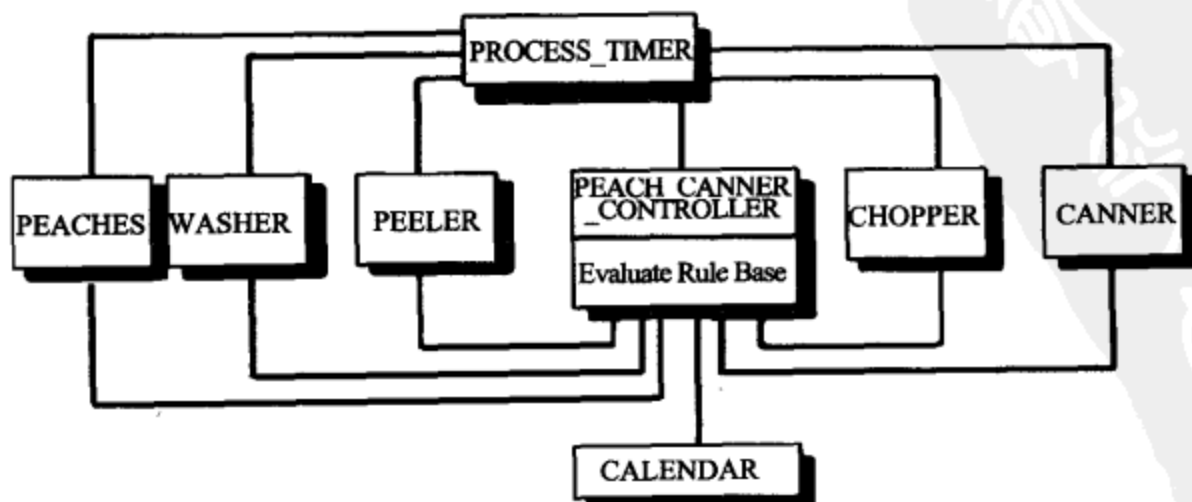 PROCESS_TIMER
PEACHES
WASHER
PEELER
PEACH_CANNER
_CONTROLLER
Evaluate Rule Base
CHOPPER
CANNER
CALENDAR